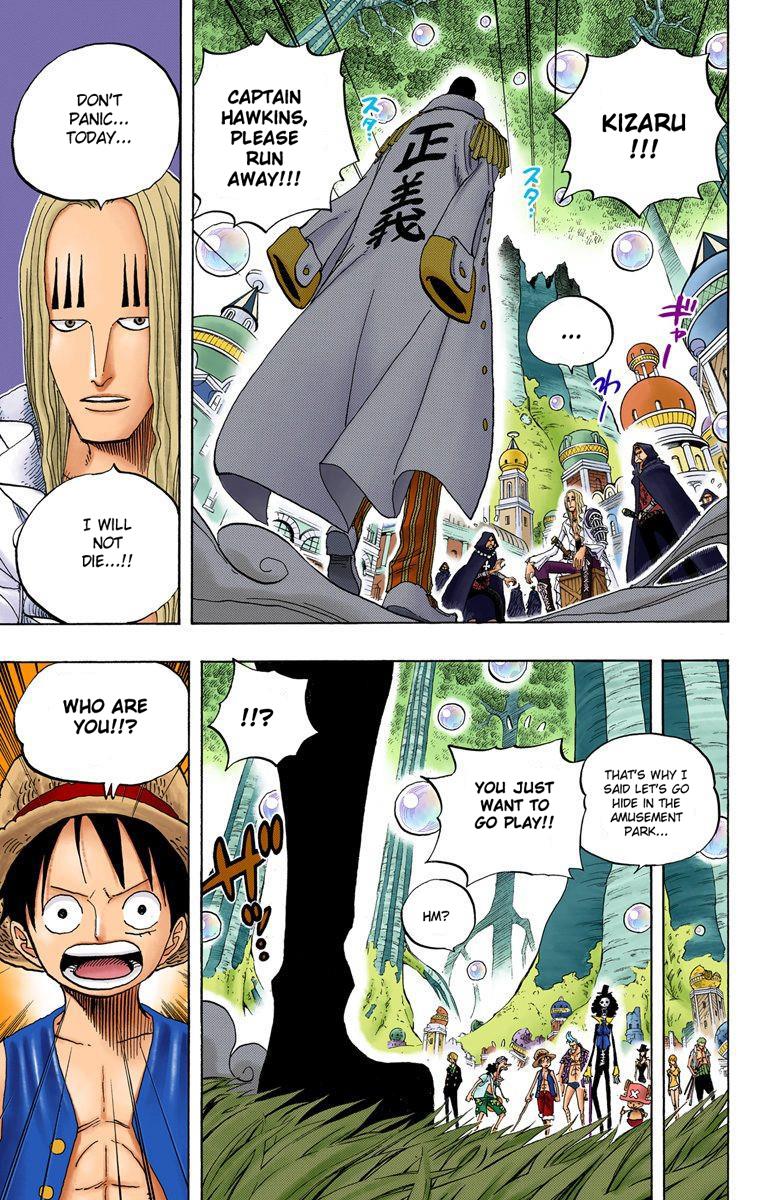 KIZARU
!!!
CAPTAIN
HAWKINS,
PLEASE
RUN
AWAY!!!
スタ…
スタ…
正義
...
ギャー
わー
DON'T
PANIC...
TODAY...
I WILL
NOT
DIE...!!
THAT'S WHY I
SAID LET'S GO
HIDE IN THE
AMUSEMENT
PARK...
YOU JUST
WANT TO
GO PLAY!!
HM?
!!?
ザッ…!!
WHO ARE
YOU!!?